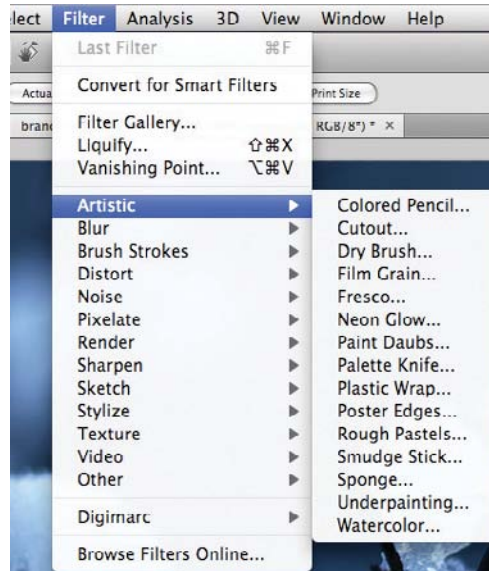 lect Filter Analysis 3D View Window Help
Last Filter ⌘F
Convert for Smart Filters
Actua Print Size
Filter Gallery...
brand RGB/8*) * ×
Liquify... ⇧⌘X
Vanishing Point... ⌥⌘V
Artistic
Blur
Brush Strokes
Distort
Noise
Pixelate
Render
Sharpen
Sketch
Stylize
Texture
Video
Other
Digimarc
Browse Filters Online...
Colored Pencil...
Cutout...
Dry Brush...
Film Grain...
Fresco...
Neon Glow...
Paint Daubs...
Palette Knife...
Plastic Wrap...
Poster Edges...
Rough Pastels...
Smudge Stick...
Sponge...
Underpainting...
Watercolor...